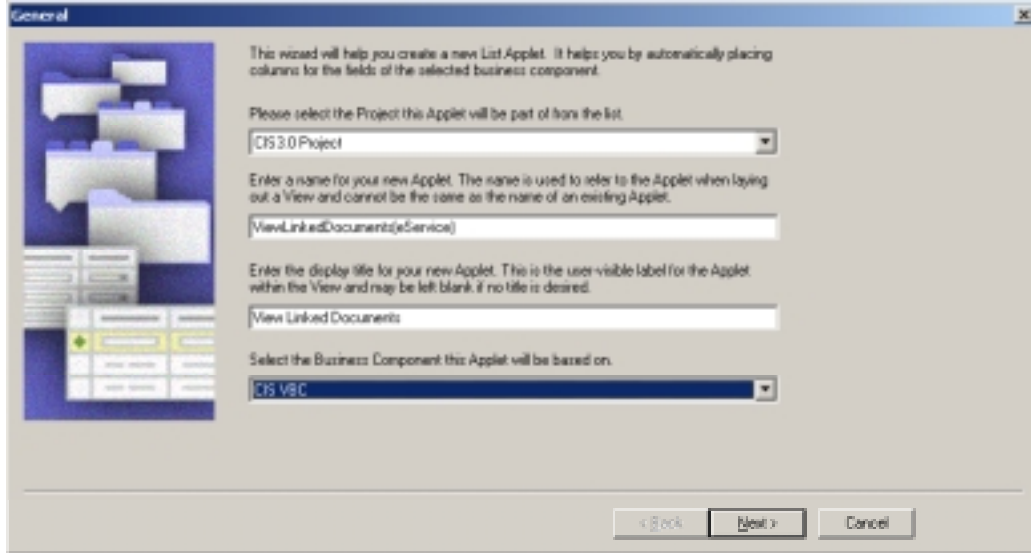 General
This wizard will help you create a new List Applet. It helps you by automatically placing
columns for the fields of the selected business component.
Please select the Project this Applet will be part of from the list.
CIS3.0 Project
Enter a name for your new Applet. The name is used to refer to the Applet when laying
out a View and cannot be the same as the name of an existing Applet.
ViewLinkedDocuments(eService)
Enter the display title for your new Applet. This is the user-visible label for the Applet
within the View and may be left blank if no title is desired.
View Linked Documents
Select the Business Component this Applet will be based on.
CIS VBC
< Back
Next >
Cancel